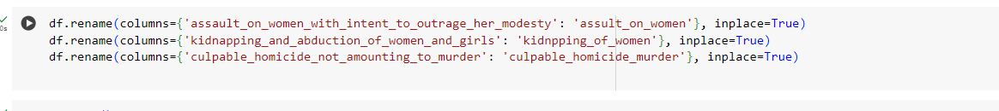 df.rename(columns={'assault_on_women_with_intent_to_outrage_her_modesty': 'assult_on_women'}, inplace=True)
df.rename(columns={'kidnapping_and_abduction_of_women_and_girls': 'kidnpping_of_women'}, inplace=True)
df.rename(columns={'culpable_homicide_not_amounting_to_murder': 'culpable_homicide_murder'}, inplace=True)